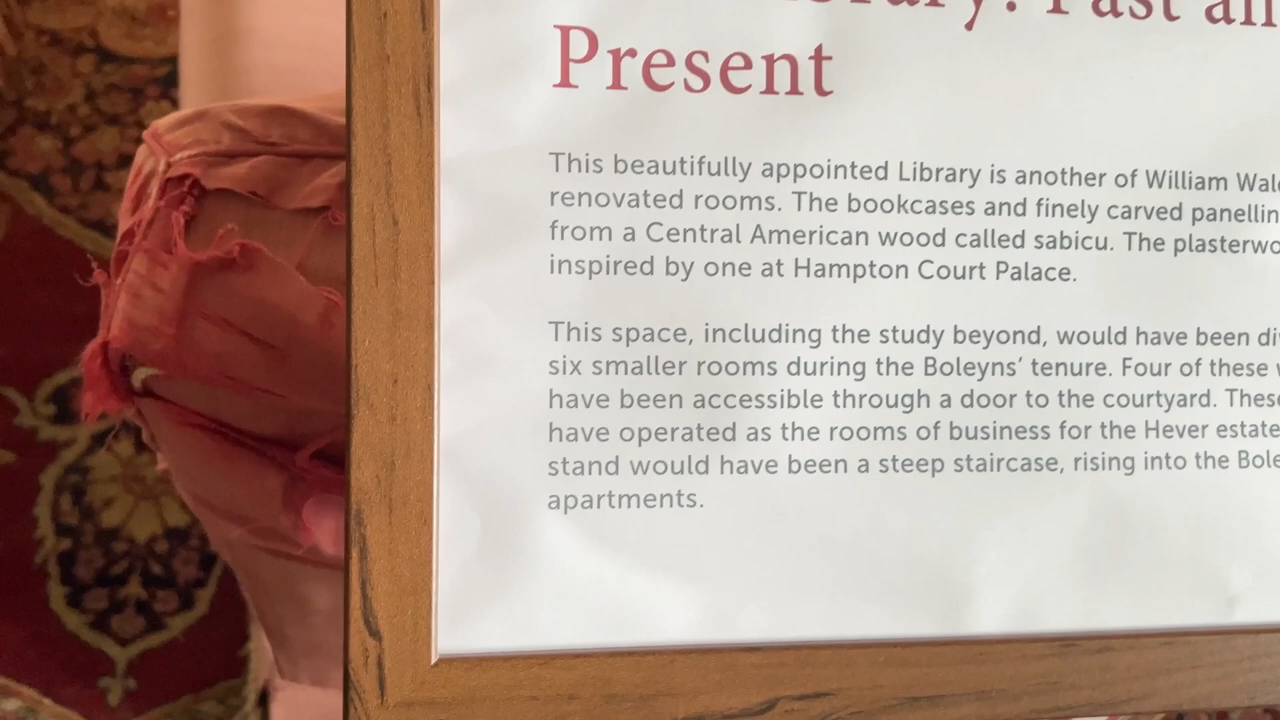 Past
Present
This beautifully appointed Library is another of William
renovated rooms. The bookcases and finely carved
from a Central American wood called sabicu. The
inspired by one at Hampton Court Palace.
This space, including the study beyond, would have been
six smaller rooms during the Boleyns’ tenure. Four of these
have been accessible through a door to the courtyard.
have operated as the rooms of business for the Hever estate
stand would have been a steep staircase, rising into the
apartments.